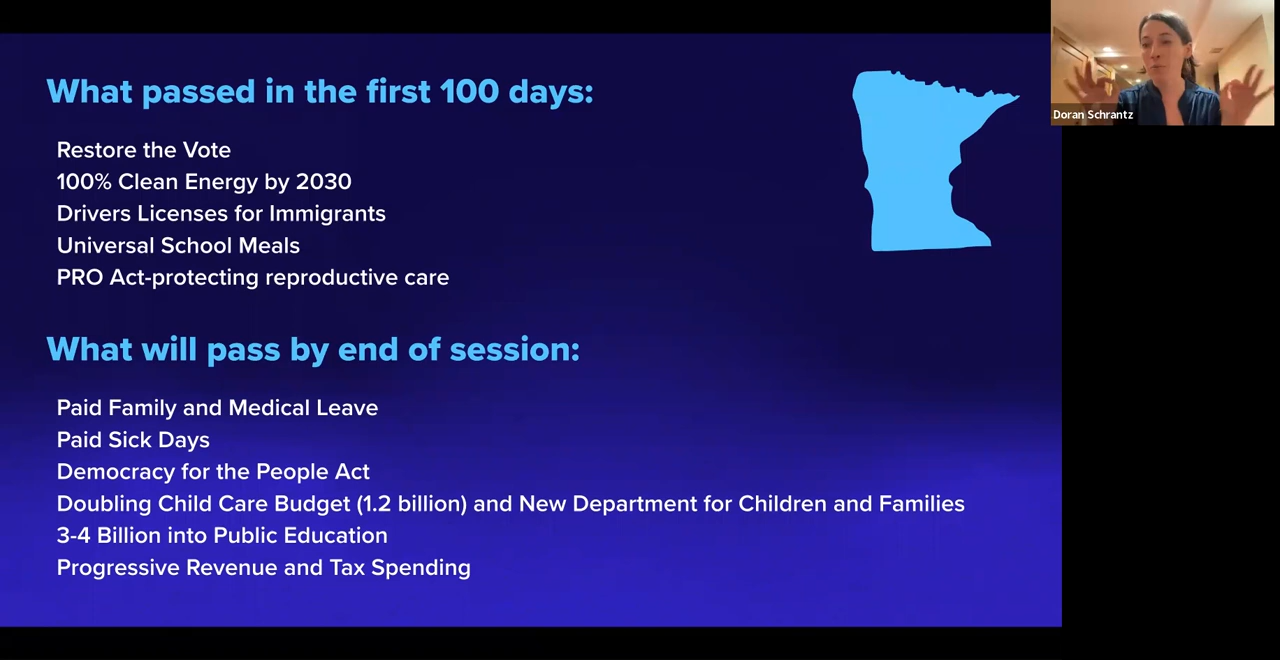 What passed in the first 100 days:
Restore the Vote
100% Clean Energy by 2030
Drivers Licenses for Immigrants
Universal School Meals
PRO Act-protecting reproductive care
What will pass by end of session:
Paid Family and Medical Leave
Paid Sick Days
Democracy for the People Act
Doubling Child Care Budget (1.2 billion) and New Department for Children and Families
3-4 Billion into Public Education
Progressive Revenue and Tax Spending
Doran Schrantz